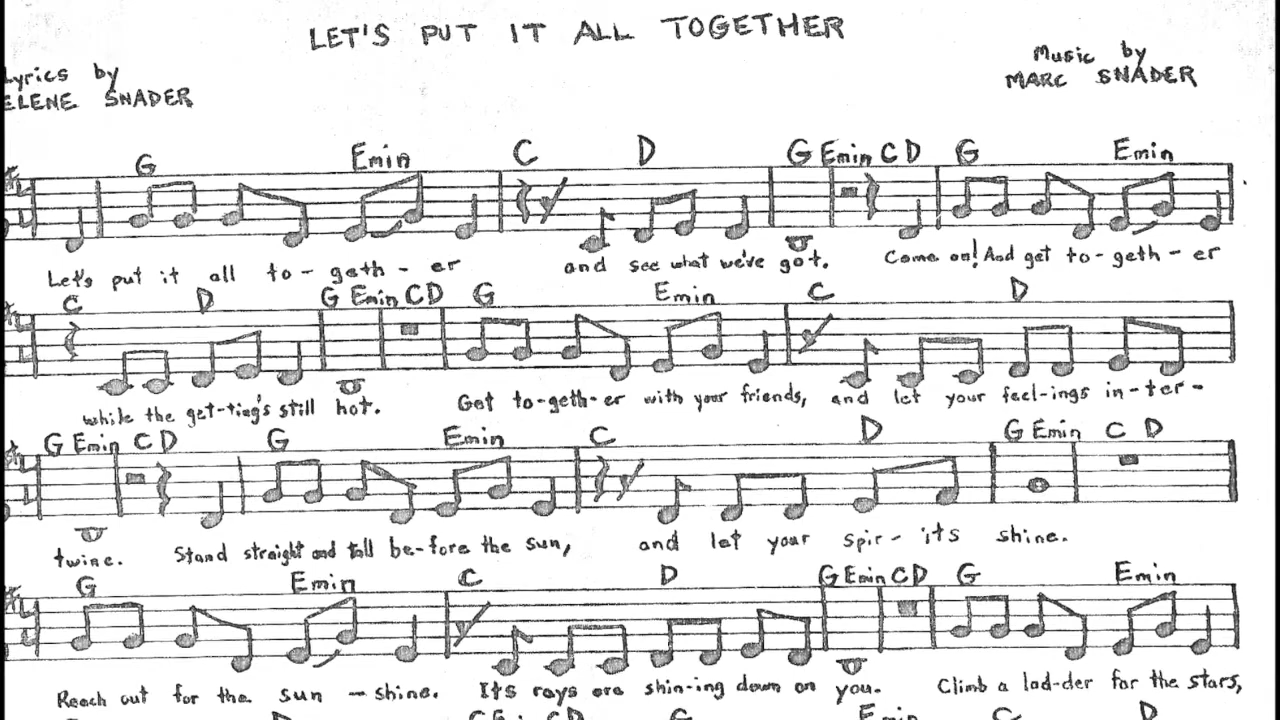 LET'S PUT IT ALL TOGETHER
Lyrics by
ELENE SNADER
Music by
MARC SNADER
G Emin C D G Emin C D G Emin
Let's put it all to-geth-er and see what we've got. Come on! And get to-geth-er
C D G Emin C D G Emin C D
while the get-ting's still hot. Get to-geth-er with your friends, and let your feel-ings in-ter-
G Emin C D G Emin C D G Emin C D
twine. Stand straight and tall be-fore the sun, and let your spir-its shine.
G Emin C D G Emin C D G Emin
Reach out for the sun-shine. Its rays are shin-ing down on you. Climb a lad-der for the stars,
D C D G Emin C D